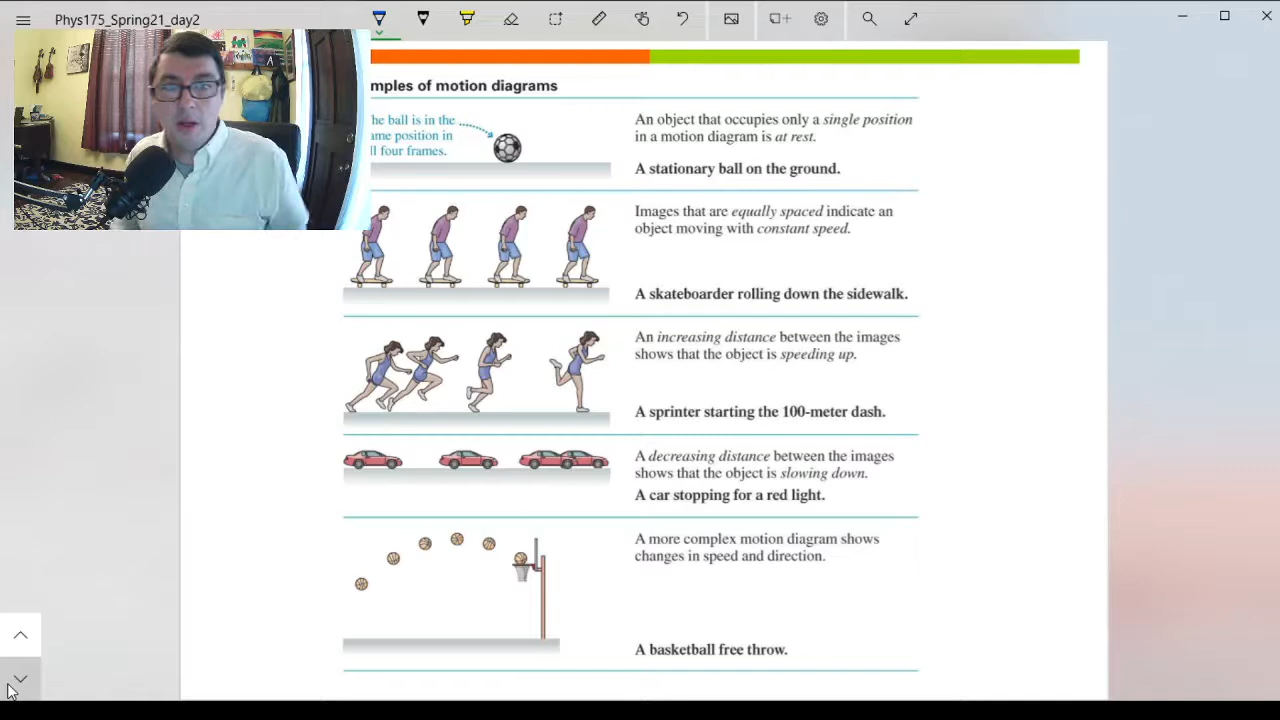 Phys175_Spring21_day2
A
mples of motion diagrams
he ball is in the
ame position in
ll four frames.
An object that occupies only a single position
in a motion diagram is at rest.
A stationary ball on the ground.
Images that are equally spaced indicate an
object moving with constant speed.
A skateboarder rolling down the sidewalk.
An increasing distance between the images
shows that the object is speeding up.
A sprinter starting the 100-meter dash.
A decreasing distance between the images
shows that the object is slowing down.
A car stopping for a red light.
A more complex motion diagram shows
changes in speed and direction.
A basketball free throw.